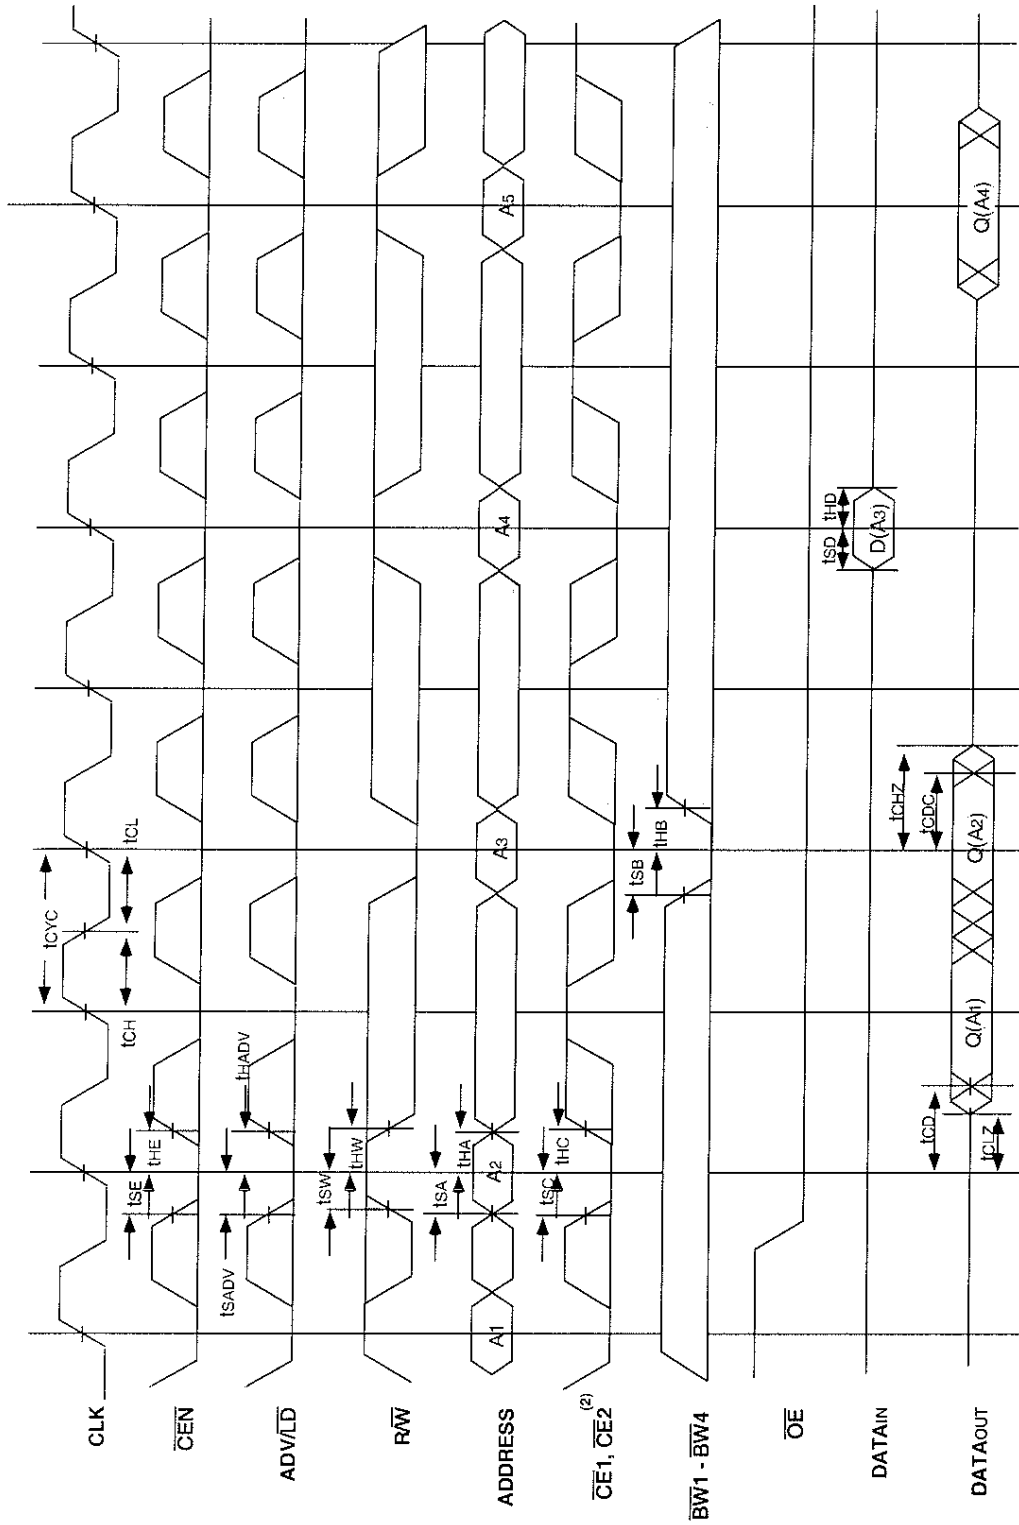 CLK
tCYC
tCH
tCL
CEN
tSE
tHE
ADV/LD
tSADV
tHADV
R/W
tSW
tHW
ADDRESS
A1
tSA
tHA
A2
A3
A4
A5
CE1, CE2 (2)
tSC
tHC
BW1 - BW4
tSB
tHB
OE
DATAIN
tSD
tHD
D(A3)
DATAOUT
tCLZ
tCD
Q(A1)
Q(A2)
tCHZ
tCDC
Q(A4)